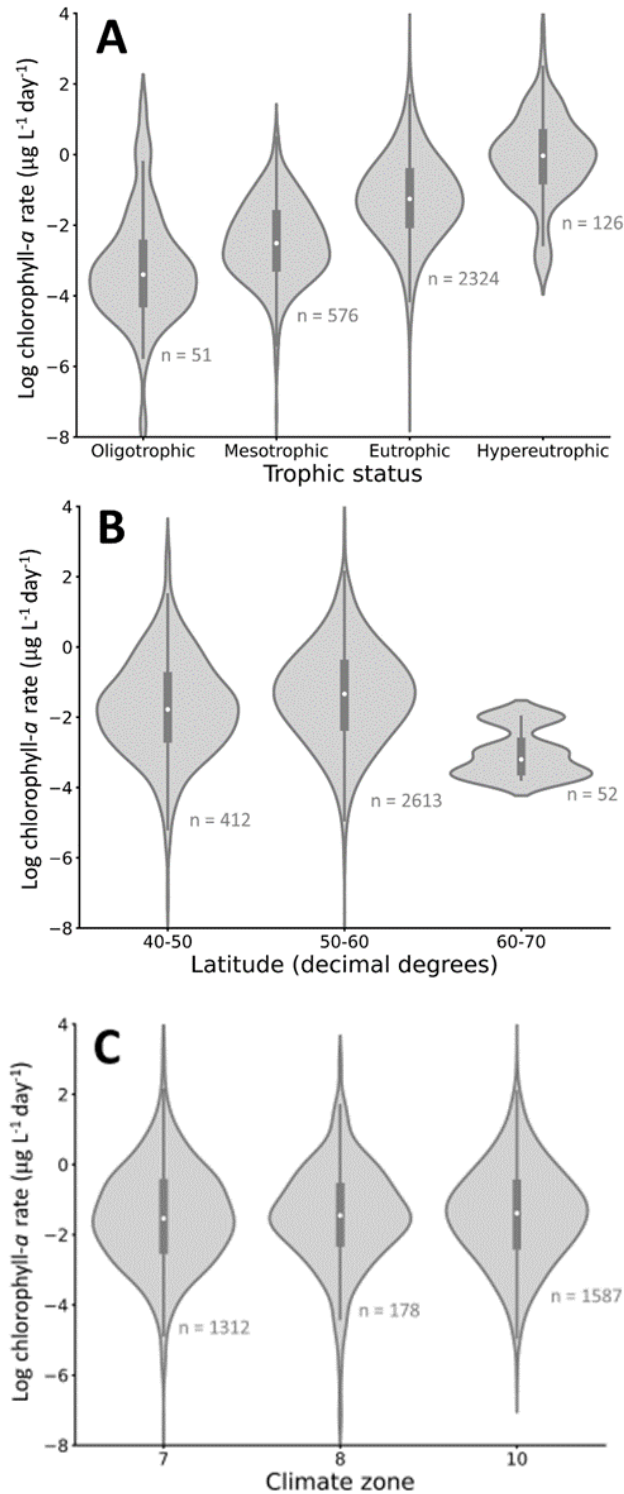 A
Log chlorophyll-a rate (µg L-1 day-1)
4
2
0
−2
−4
−6
−8
n = 51
n = 576
n = 2324
n = 126
Oligotrophic Mesotrophic Eutrophic Hypereutrophic
Trophic status
B
Log chlorophyll-a rate (µg L-1 day-1)
4
2
0
−2
−4
−6
−8
n = 412
n = 2613
n = 52
40-50 50-60 60-70
Latitude (decimal degrees)
C
Log chlorophyll-a rate (µg L-1 day-1)
4
2
0
−2
−4
−6
−8
n = 1312
n = 178
n = 1587
7 8 10
Climate zone